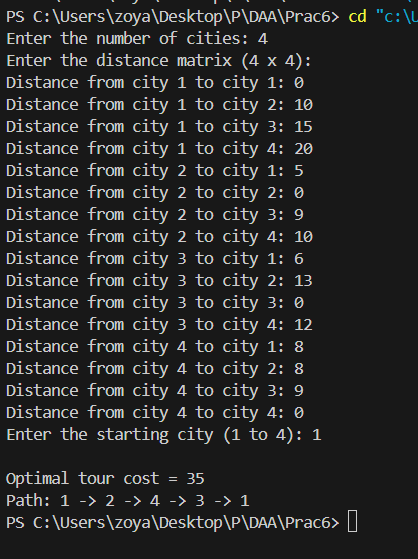 PS C:\Users\zoya\Desktop\P\DAA\Prac6> cd "c:\U
Enter the number of cities: 4
Enter the distance matrix (4 x 4):
Distance from city 1 to city 1: 0
Distance from city 1 to city 2: 10
Distance from city 1 to city 3: 15
Distance from city 1 to city 4: 20
Distance from city 2 to city 1: 5
Distance from city 2 to city 2: 0
Distance from city 2 to city 3: 9
Distance from city 2 to city 4: 10
Distance from city 3 to city 1: 6
Distance from city 3 to city 2: 13
Distance from city 3 to city 3: 0
Distance from city 3 to city 4: 12
Distance from city 4 to city 1: 8
Distance from city 4 to city 2: 8
Distance from city 4 to city 3: 9
Distance from city 4 to city 4: 0
Enter the starting city (1 to 4): 1
Optimal tour cost = 35
Path: 1 -> 2 -> 4 -> 3 -> 1
PS C:\Users\zoya\Desktop\P\DAA\Prac6>